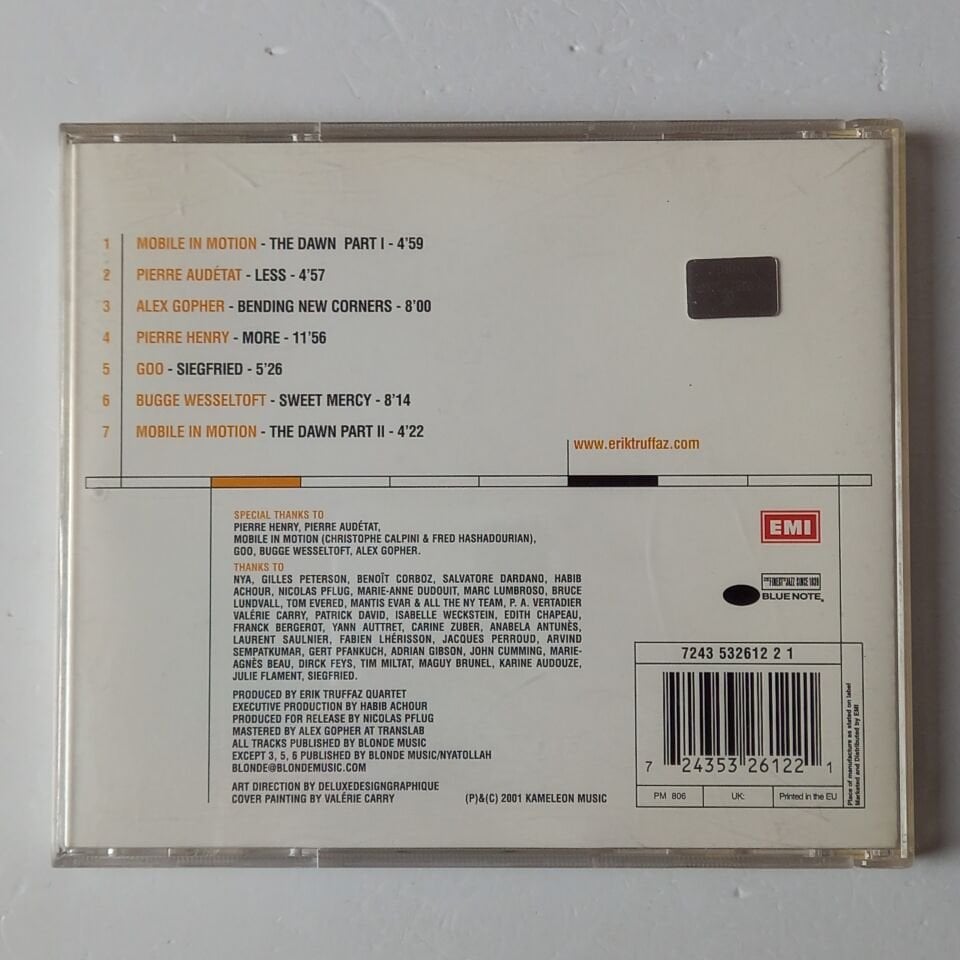 1 MOBILE IN MOTION - THE DAWN PART I - 4'59
2 PIERRE AUDÉTAT - LESS - 4'57
3 ALEX GOPHER - BENDING NEW CORNERS - 8'00
4 PIERRE HENRY - MORE - 11'56
5 GOO - SIEGFRIED - 5'26
6 BUGGE WESSELTOFT - SWEET MERCY - 8'14
7 MOBILE IN MOTION - THE DAWN PART II - 4'22
www.eriktruffaz.com
SPECIAL THANKS TO
PIERRE HENRY, PIERRE AUDÉTAT,
MOBILE IN MOTION (CHRISTOPHE CALPINI & FRED HASHADOURIAN),
GOO, BUGGE WESSELTOFT, ALEX GOPHER.
THANKS TO
NYA, GILLES PETERSON, BENOÎT CORBOZ, SALVATORE DARDANO, HABIB
ACHOUR, NICOLAS PFLUG, MARIE-ANNE DUDOUIT, MARC LUMBROSO, BRUCE
LUNDVALL, TOM EVERED, MANTIS EVAR & ALL THE NY TEAM, P. A. VERTADIER
VALÉRIE CARRY, PATRICK DAVID, ISABELLE WECKSTEIN, EDITH CHAPEAU,
FRANCK BERGEROT, YANN AUTTRET, CARINE ZUBER, ANABELA ANTUNÈS,
LAURENT SAULNIER, FABIEN LHÉRISSON, JACQUES PERROUD, ARVIND
SEMPATKUMAR, GERT PFANKUCH, ADRIAN GIBSON, JOHN CUMMING, MARIE-
AGNÈS BEAU, DIRCK FEYS, TIM MILTAT, MAGUY BRUNEL, KARINE AUDOUZE,
JULIE FLAMENT, SIEGFRIED.
PRODUCED BY ERIK TRUFFAZ QUARTET
EXECUTIVE PRODUCTION BY HABIB ACHOUR
PRODUCED FOR RELEASE BY NICOLAS PFLUG
MASTERED BY ALEX GOPHER AT TRANSLAB
ALL TRACKS PUBLISHED BY BLONDE MUSIC
EXCEPT 3, 5, 6 PUBLISHED BY BLONDE MUSIC/NYATOLLAH
BLONDE@BLONDEMUSIC.COM
ART DIRECTION BY DELUXEDESIGNGRAPHIQUE
COVER PAINTING BY VALÉRIE CARRY
(P)&(C) 2001 KAMELEON MUSIC
EMI
THE FINEST IN JAZZ SINCE 1939
BLUE NOTE
7243 532612 2 1
7 24353 26122 1
PM 806
UK:
Printed in the EU
Place of manufacture as stated on label
Marketed and Distributed by EMI